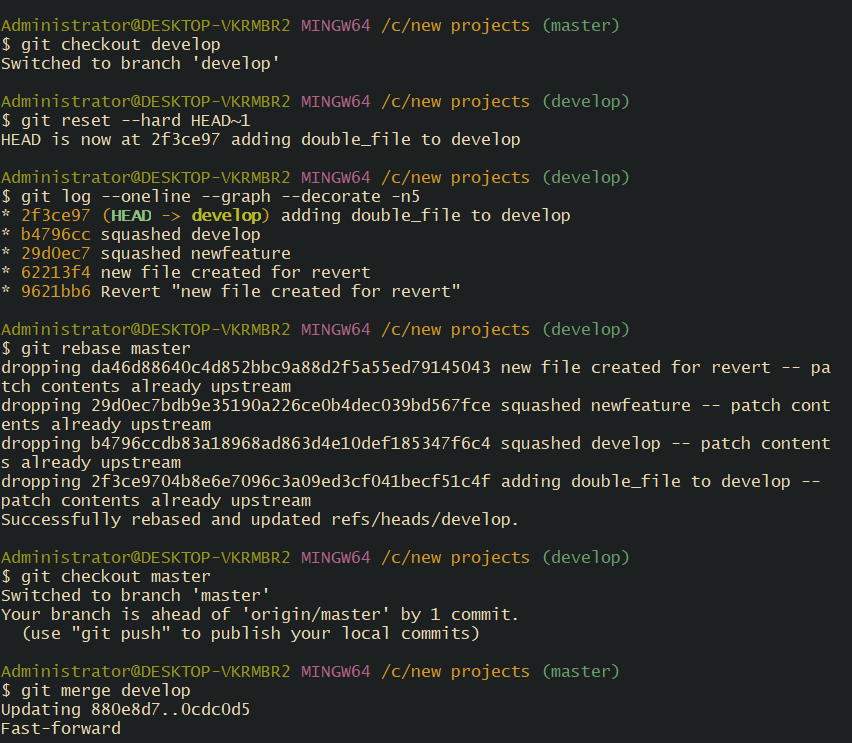 Administrator@DESKTOP-VKRMBR2 MINGW64 /c/new projects (master)
$ git checkout develop
Switched to branch 'develop'
Administrator@DESKTOP-VKRMBR2 MINGW64 /c/new projects (develop)
$ git reset --hard HEAD~1
HEAD is now at 2f3ce97 adding double_file to develop
Administrator@DESKTOP-VKRMBR2 MINGW64 /c/new projects (develop)
$ git log --oneline --graph --decorate -n5
* 2f3ce97 (HEAD -> develop) adding double_file to develop
* b4796cc squashed develop
* 29d0ec7 squashed newfeature
* 62213f4 new file created for revert
* 9621bb6 Revert "new file created for revert"
Administrator@DESKTOP-VKRMBR2 MINGW64 /c/new projects (develop)
$ git rebase master
dropping da46d88640c4d852bbc9a88d2f5a55ed79145043 new file created for revert -- pa
tch contents already upstream
dropping 29d0ec7bdb9e35190a226ce0b4dec039bd567fce squashed newfeature -- patch cont
ents already upstream
dropping b4796ccdb83a18968ad863d4e10def185347f6c4 squashed develop -- patch content
s already upstream
dropping 2f3ce9704b8e6e7096c3a09ed3cf041becf51c4f adding double_file to develop --
patch contents already upstream
Successfully rebased and updated refs/heads/develop.
Administrator@DESKTOP-VKRMBR2 MINGW64 /c/new projects (develop)
$ git checkout master
Switched to branch 'master'
Your branch is ahead of 'origin/master' by 1 commit.
  (use "git push" to publish your local commits)
Administrator@DESKTOP-VKRMBR2 MINGW64 /c/new projects (master)
$ git merge develop
Updating 880e8d7..0cdc0d5
Fast-forward